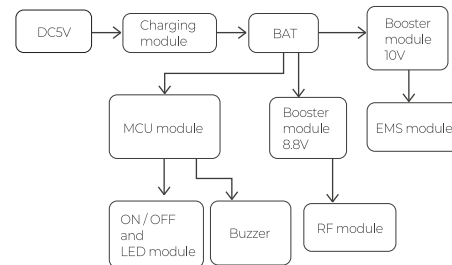 DC5V
Charging
module
BAT
Booster
module
10V
MCU module
Booster
module
8.8V
EMS module
ON / OFF
and
LED module
Buzzer
RF module